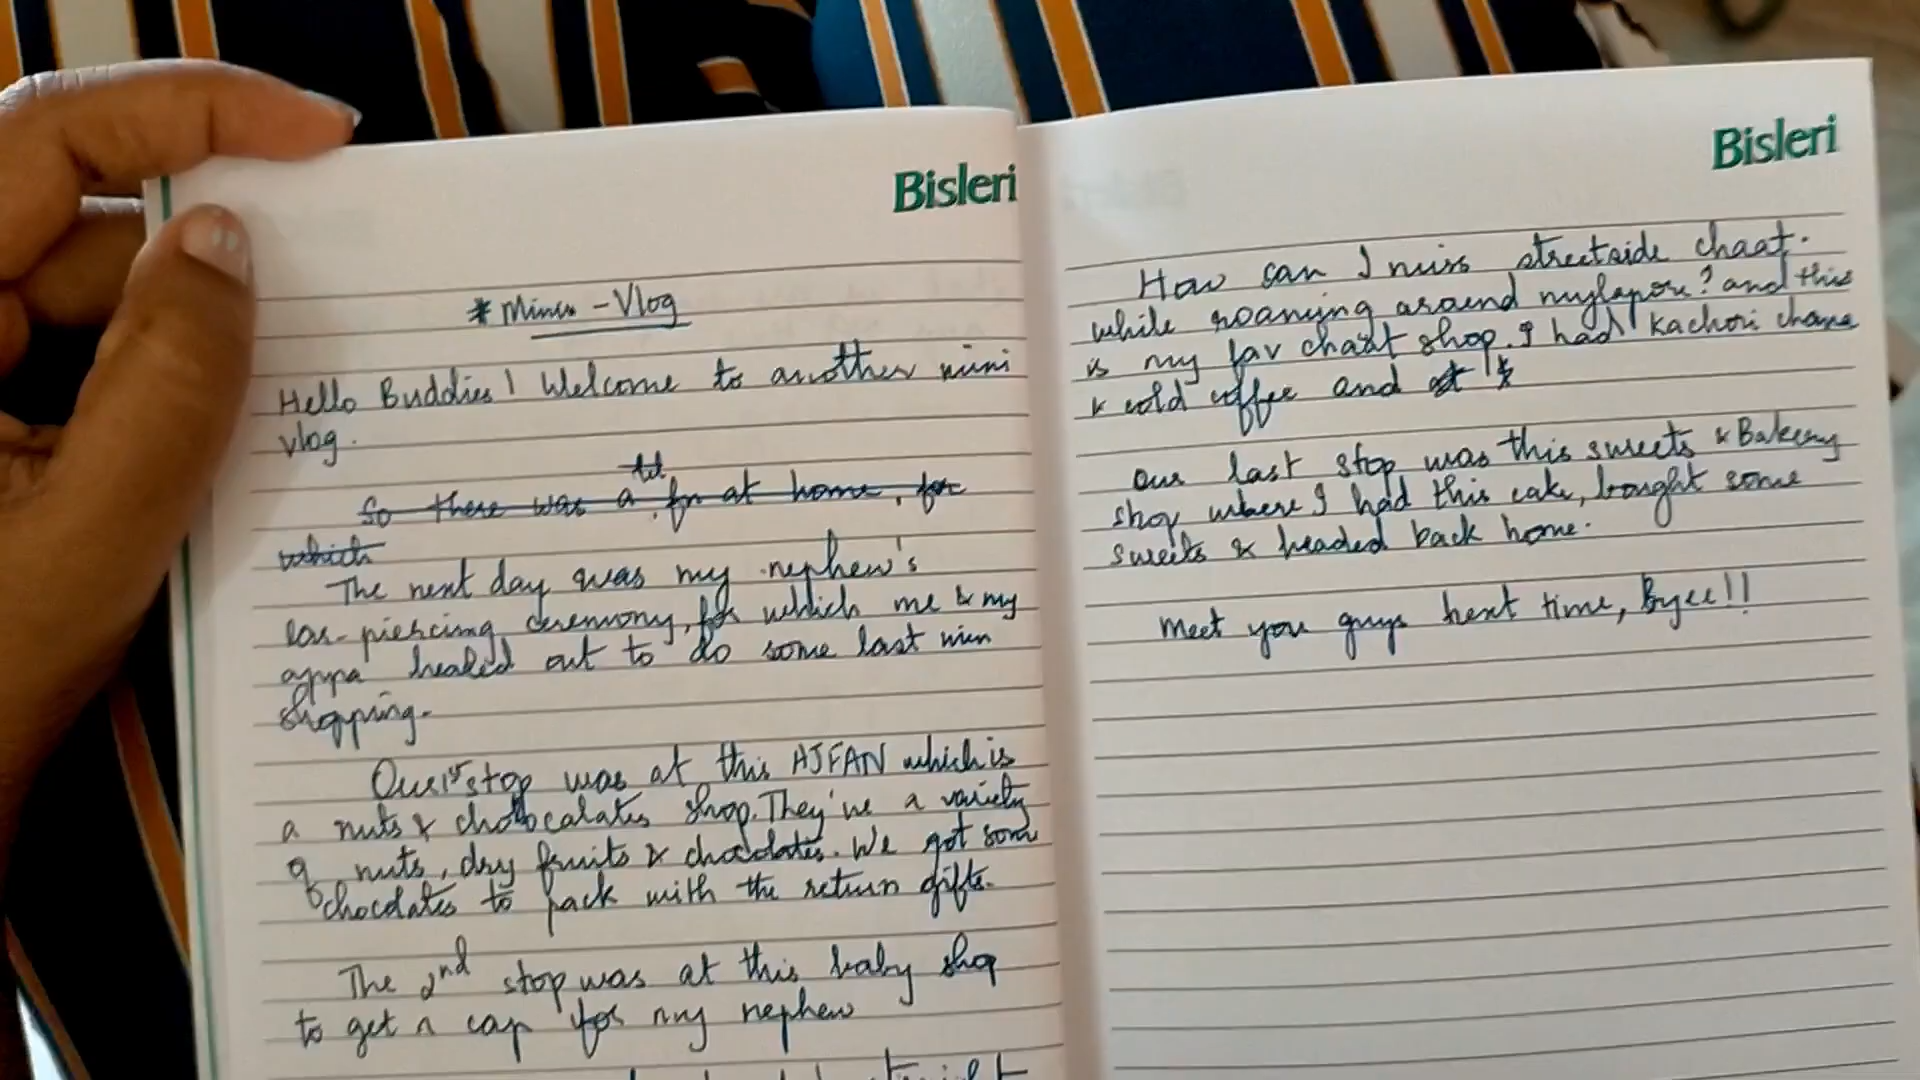 Bisleri
* Minu - Vlog
Hello Buddies! Welcome to another mini
vlog.
So there was a fn at home, for
which
The next day was my nephew's
ear-piercing ceremony, for which me & my
appa headed out to do some last min
shopping.
Our 1st stop was at this AJFAN which is
a nuts & chococalates shop. They've a variety
of nuts, dry fruits & chocolates. We got some
chocolates to pack with the return gifts.
The 2nd stop was at this baby shop
to get a cap for my nephew
Bisleri
How can I miss streetside chaat.
while roaming around mylapore? and this
is my fav chaat shop. I had kachori chana
& cold coffee and
Our last stop was this sweets & Bakery
shop where I had this cake, bought some
sweets & headed back home.
Meet you guys next time, Byee!!